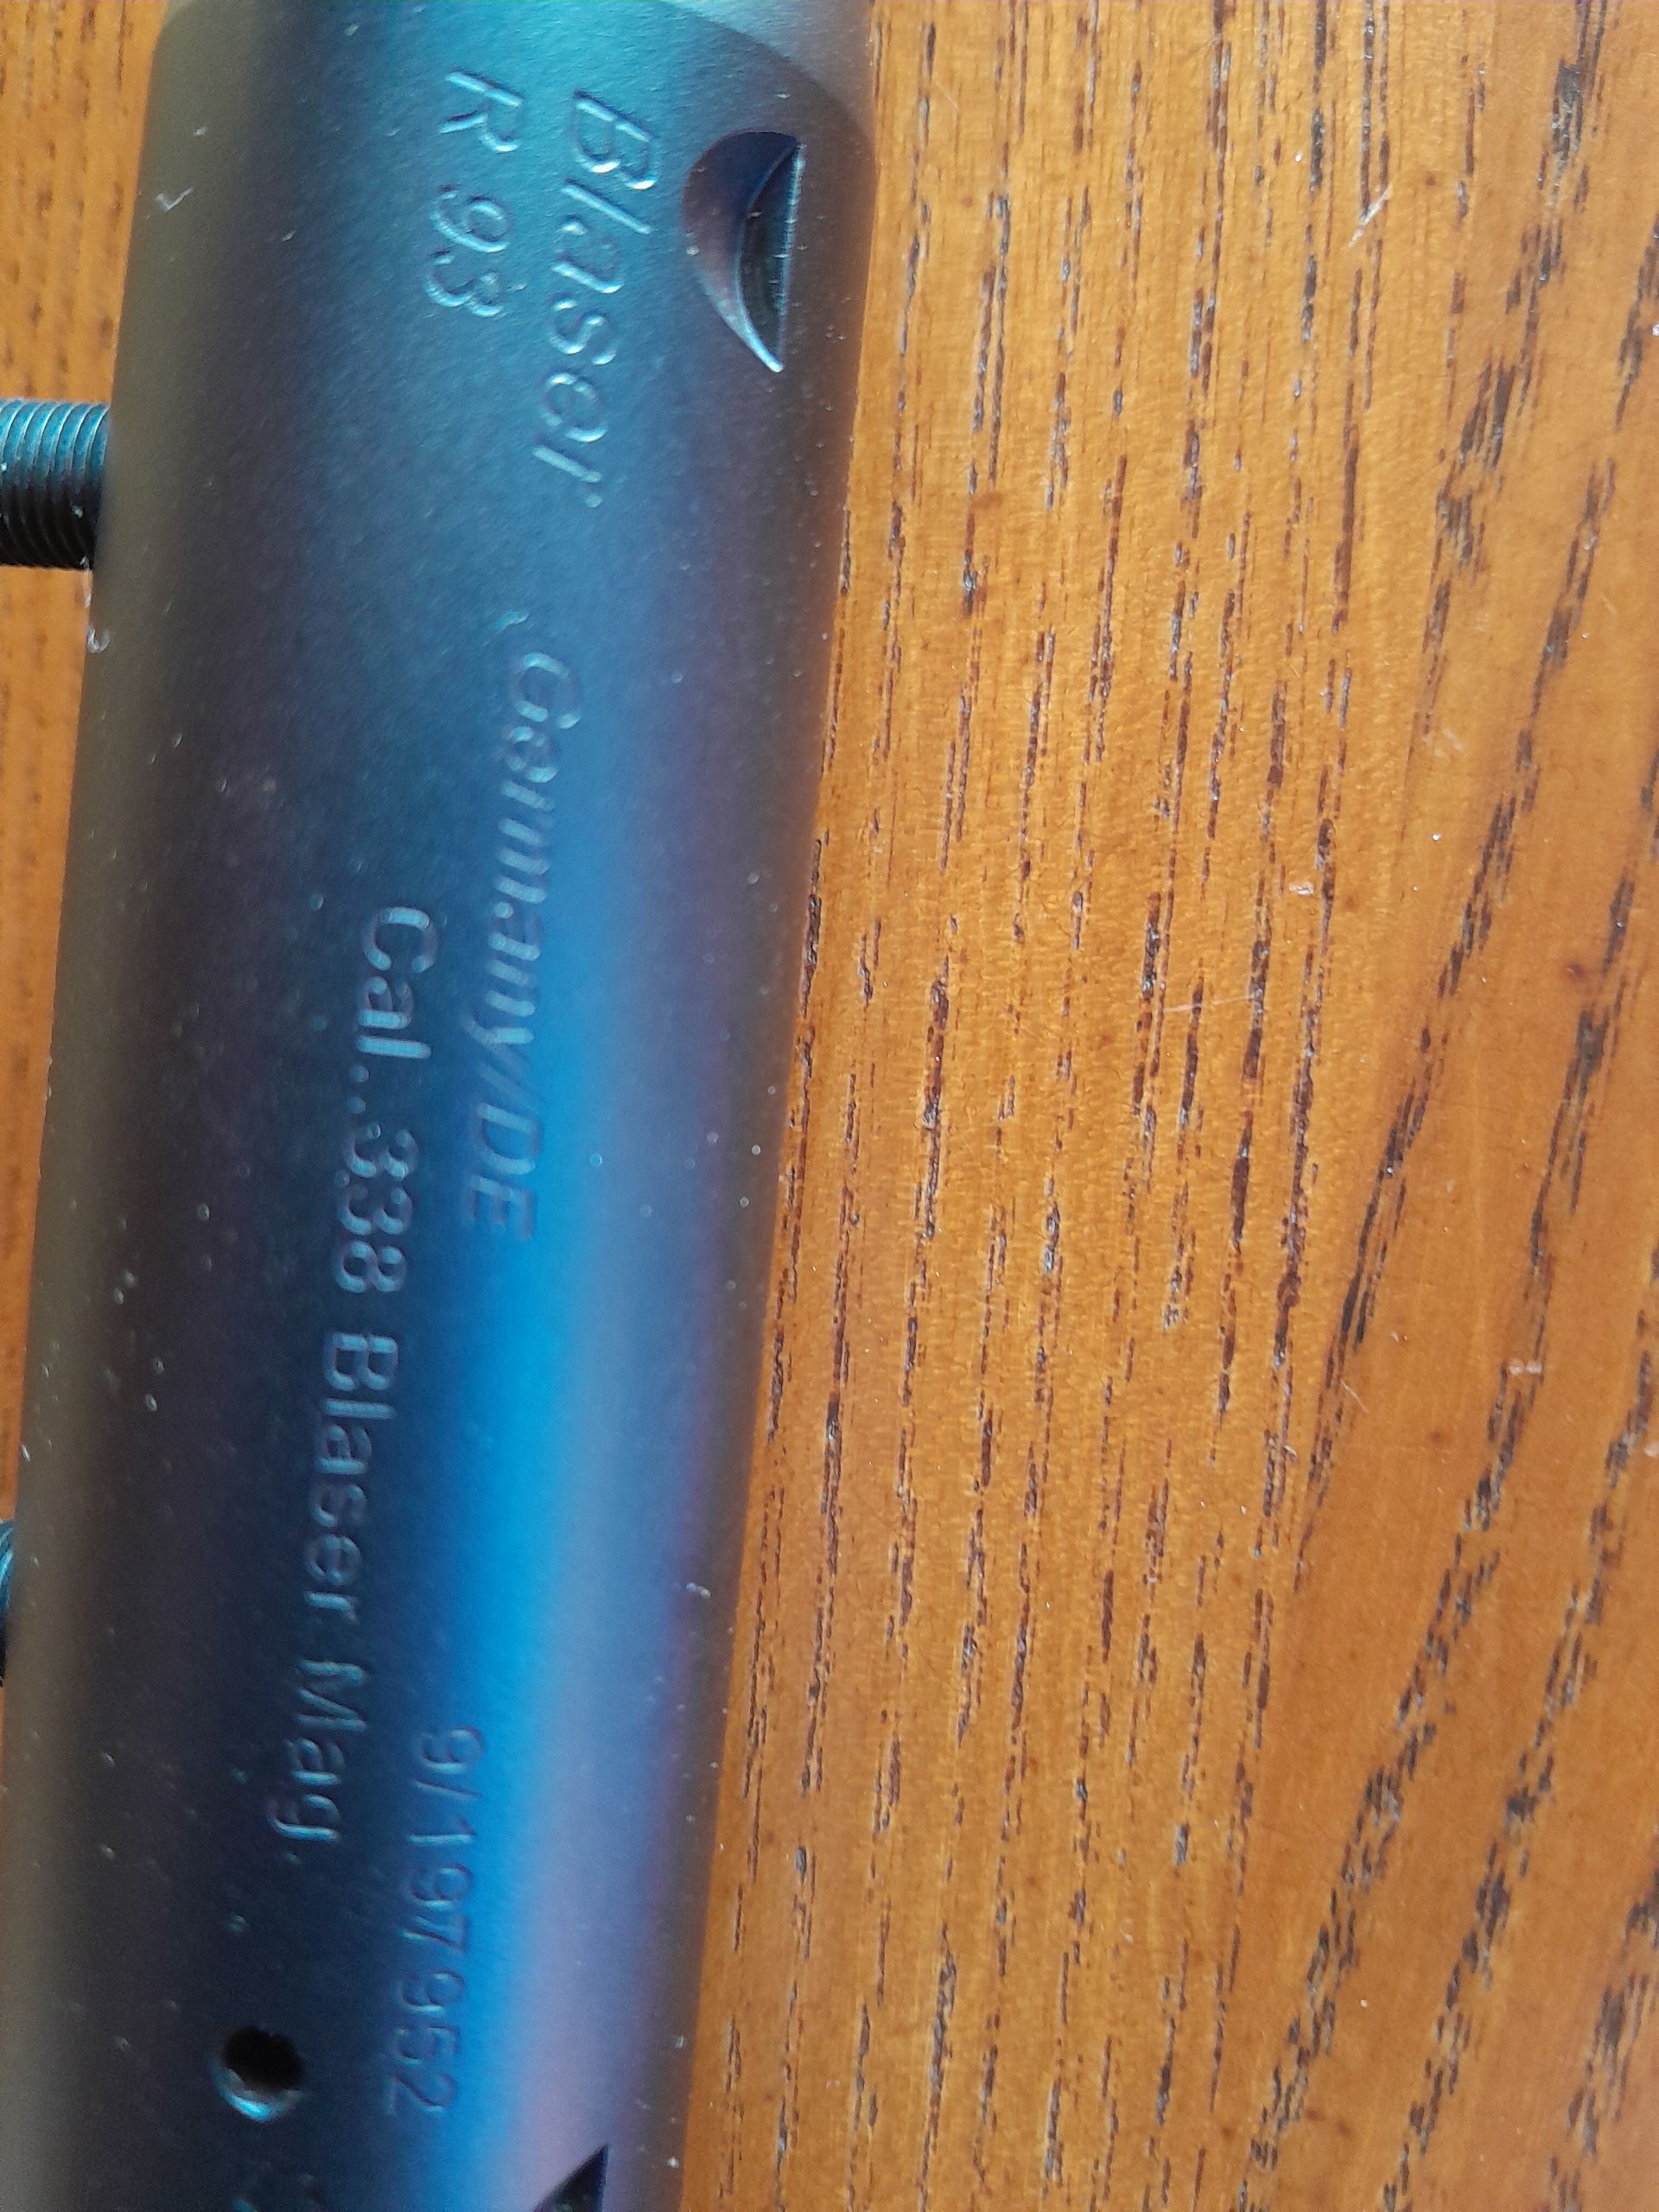 Blaser Germany/DE 9/197952
R 93 Cal..338 Blaser Mag.